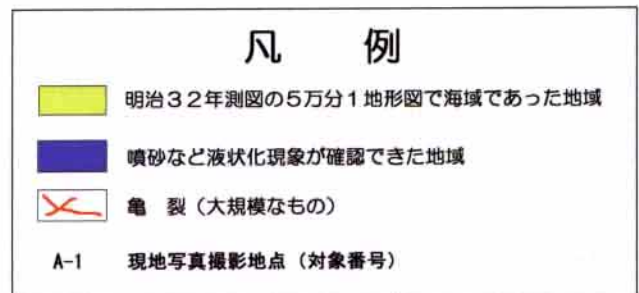 凡 例
明治32年測図の5万分1地形図で海域であった地域
噴砂など液状化現象が確認できた地域
亀 裂（大規模なもの）
A-1 現地写真撮影地点（対象番号）